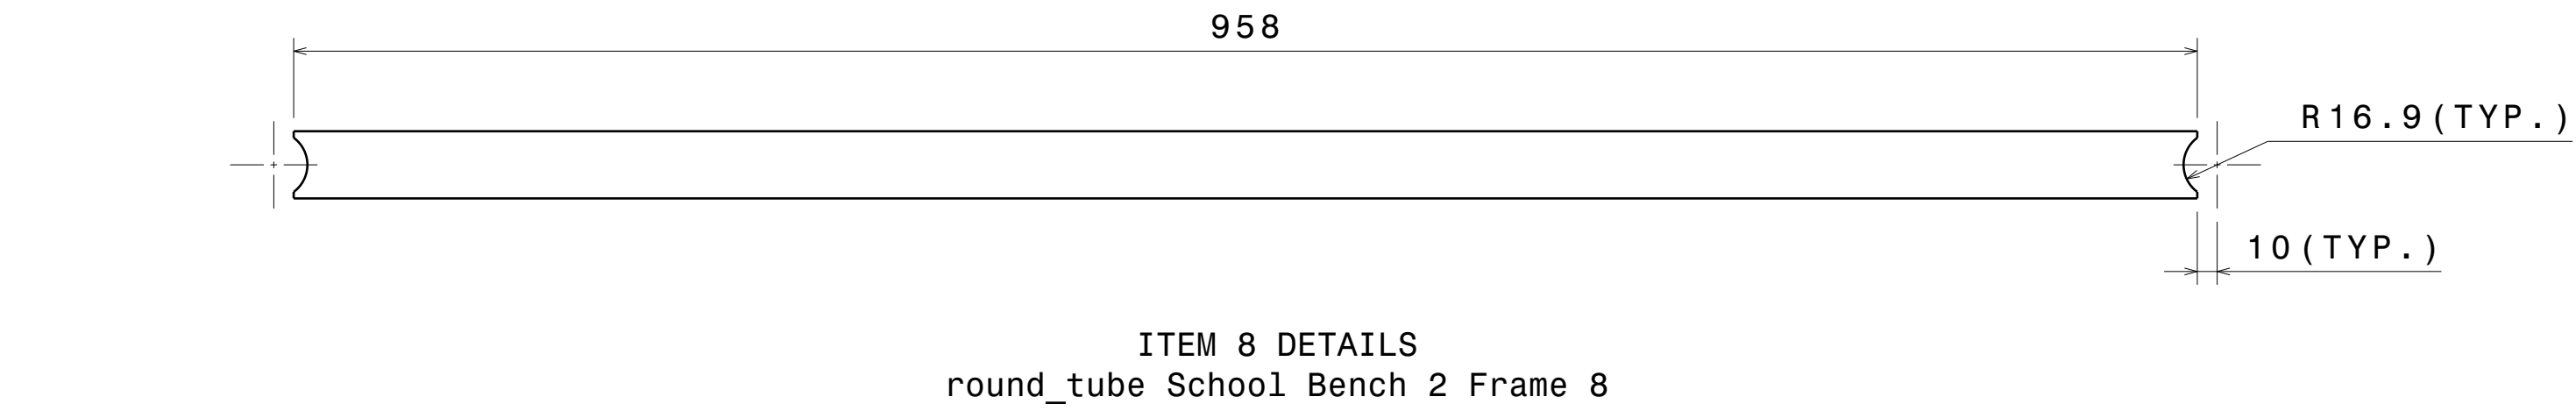 958
R16.9(TYP.)
10(TYP.)
ITEM 8 DETAILS
round_tube School Bench 2 Frame 8